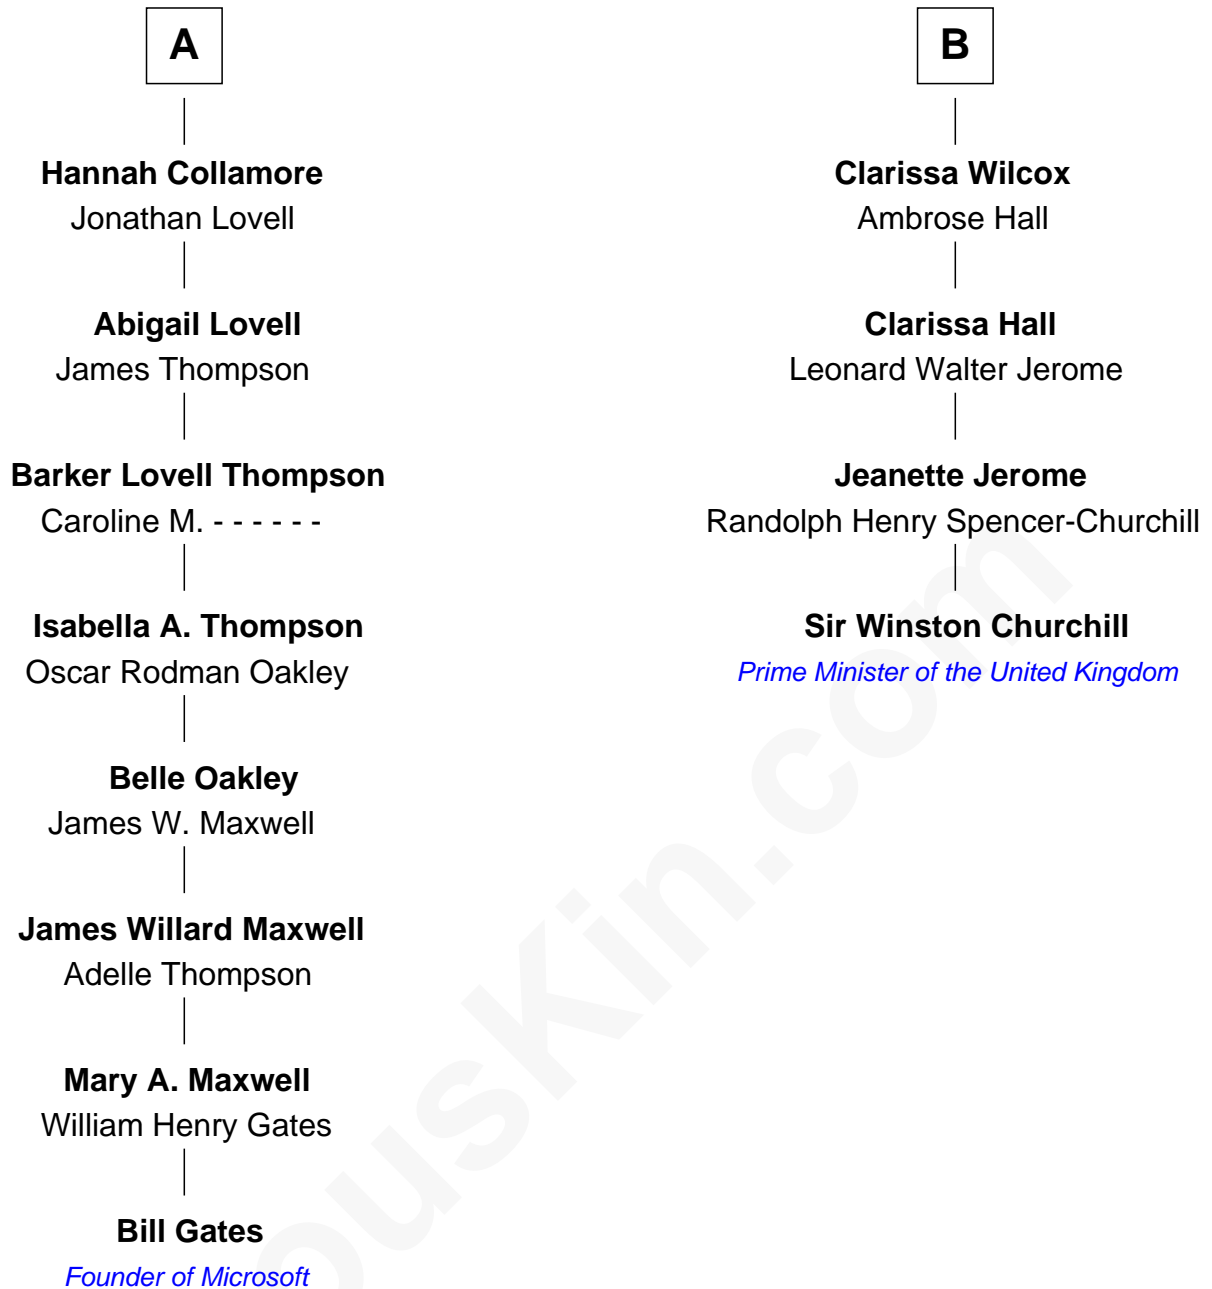 A
Hannah Collamore
Jonathan Lovell
Abigail Lovell
James Thompson
Barker Lovell Thompson
Caroline M. - - - - - -
Isabella A. Thompson
Oscar Rodman Oakley
Belle Oakley
James W. Maxwell
James Willard Maxwell
Adelle Thompson
Mary A. Maxwell
William Henry Gates
Bill Gates
Founder of Microsoft
B
Clarissa Wilcox
Ambrose Hall
Clarissa Hall
Leonard Walter Jerome
Jeanette Jerome
Randolph Henry Spencer-Churchill
Sir Winston Churchill
Prime Minister of the United Kingdom
ousKin.com